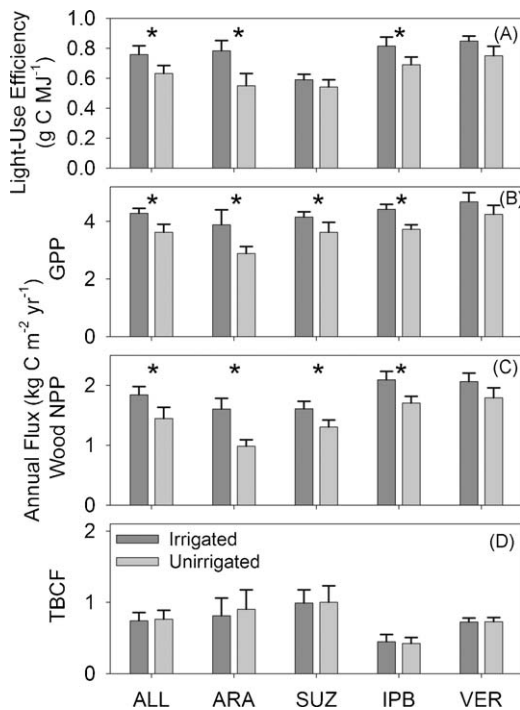 Light-Use Efficiency
(g C MJ⁻¹)
1.0
0.8
0.6
0.4
0.2
0.0
* * *
(A)
GPP
4
2
0
* * * *
(B)
Annual Flux (kg C m⁻² yr⁻¹)
Wood NPP
2
1
0
* * * *
(C)
TBCF
2
1
0
Irrigated
Unirrigated
(D)
ALL ARA SUZ IPB VER